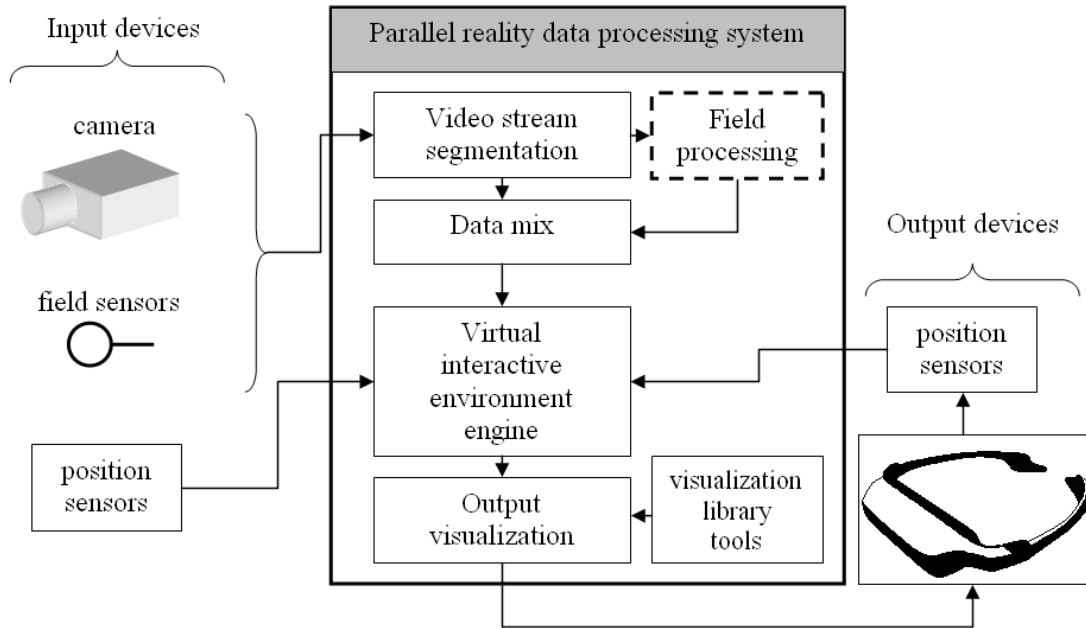 Input devices
camera
field sensors
position
sensors
Parallel reality data processing system
Video stream
segmentation
Field
processing
Data mix
Virtual
interactive
environment
engine
Output
visualization
visualization
library
tools
Output devices
position
sensors